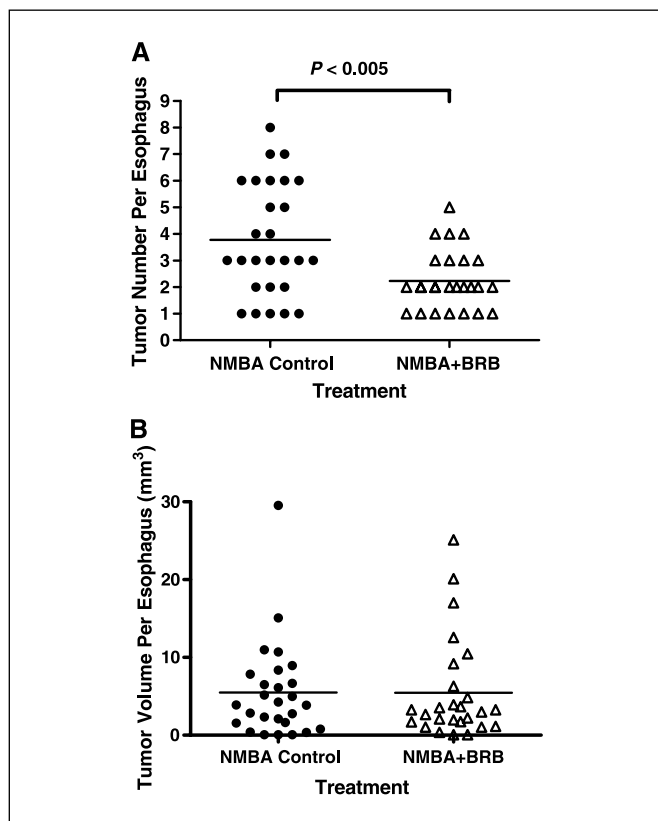 A
P < 0.005
Tumor Number Per Esophagus
9
8
7
6
5
4
3
2
1
0
NMBA Control NMBA+BRB
Treatment
B
Tumor Volume Per Esophagus (mm³)
30
20
10
0
NMBA Control NMBA+BRB
Treatment